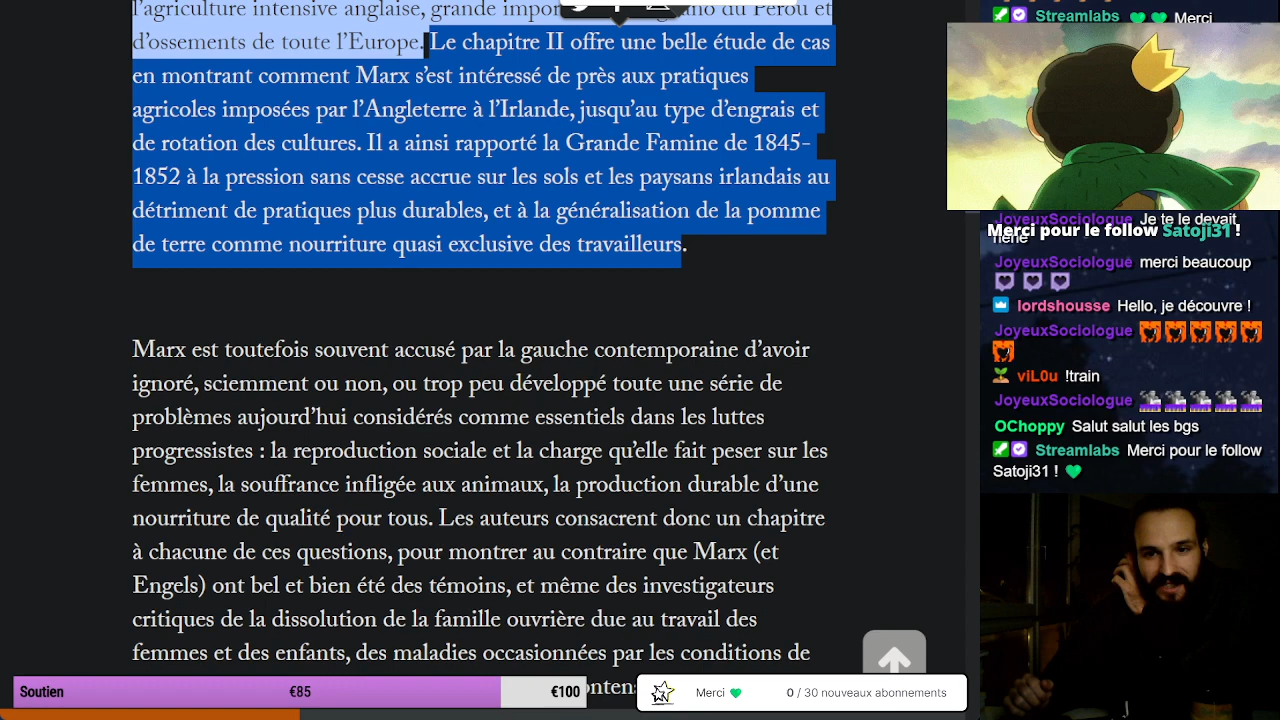 l’agriculture intensive anglaise, grande
du Pérou et
d’ossements de toute l’Europe. Le chapitre II offre une belle étude de cas
en montrant comment Marx s’est intéressé de près aux pratiques
agricoles imposées par l’Angleterre à l’Irlande, jusqu’au type d’engrais et
de rotation des cultures. Il a ainsi rapporté la Grande Famine de 1845-
1852 à la pression sans cesse accrue sur les sols et les paysans irlandais au
détriment de pratiques plus durables, et à la généralisation de la pomme
de terre comme nourriture quasi exclusive des travailleurs.
Marx est toutefois souvent accusé par la gauche contemporaine d’avoir
ignoré, sciemment ou non, ou trop peu développé toute une série de
problèmes aujourd’hui considérés comme essentiels dans les luttes
progressistes : la reproduction sociale et la charge qu’elle fait peser sur les
femmes, la souffrance infligée aux animaux, la production durable d’une
nourriture de qualité pour tous. Les auteurs consacrent donc un chapitre
à chacune de ces questions, pour montrer au contraire que Marx (et
Engels) ont bel et bien été des témoins, et même des investigateurs
critiques de la dissolution de la famille ouvrière due au travail des
femmes et des enfants, des maladies occasionnées par les conditions de
Soutien €85 €100
Merci 0 / 30 nouveaux abonnements
Streamlabs Merci
JoyeuxSociologue Je te le devait
Merci pour le follow Satoji31 !
JoyeuxSociologue merci beaucoup
lordshousse Hello, je découvre !
JoyeuxSociologue
viL0u !train
JoyeuxSociologue
OChoppy Salut salut les bgs
Streamlabs Merci pour le follow
Satoji31 !